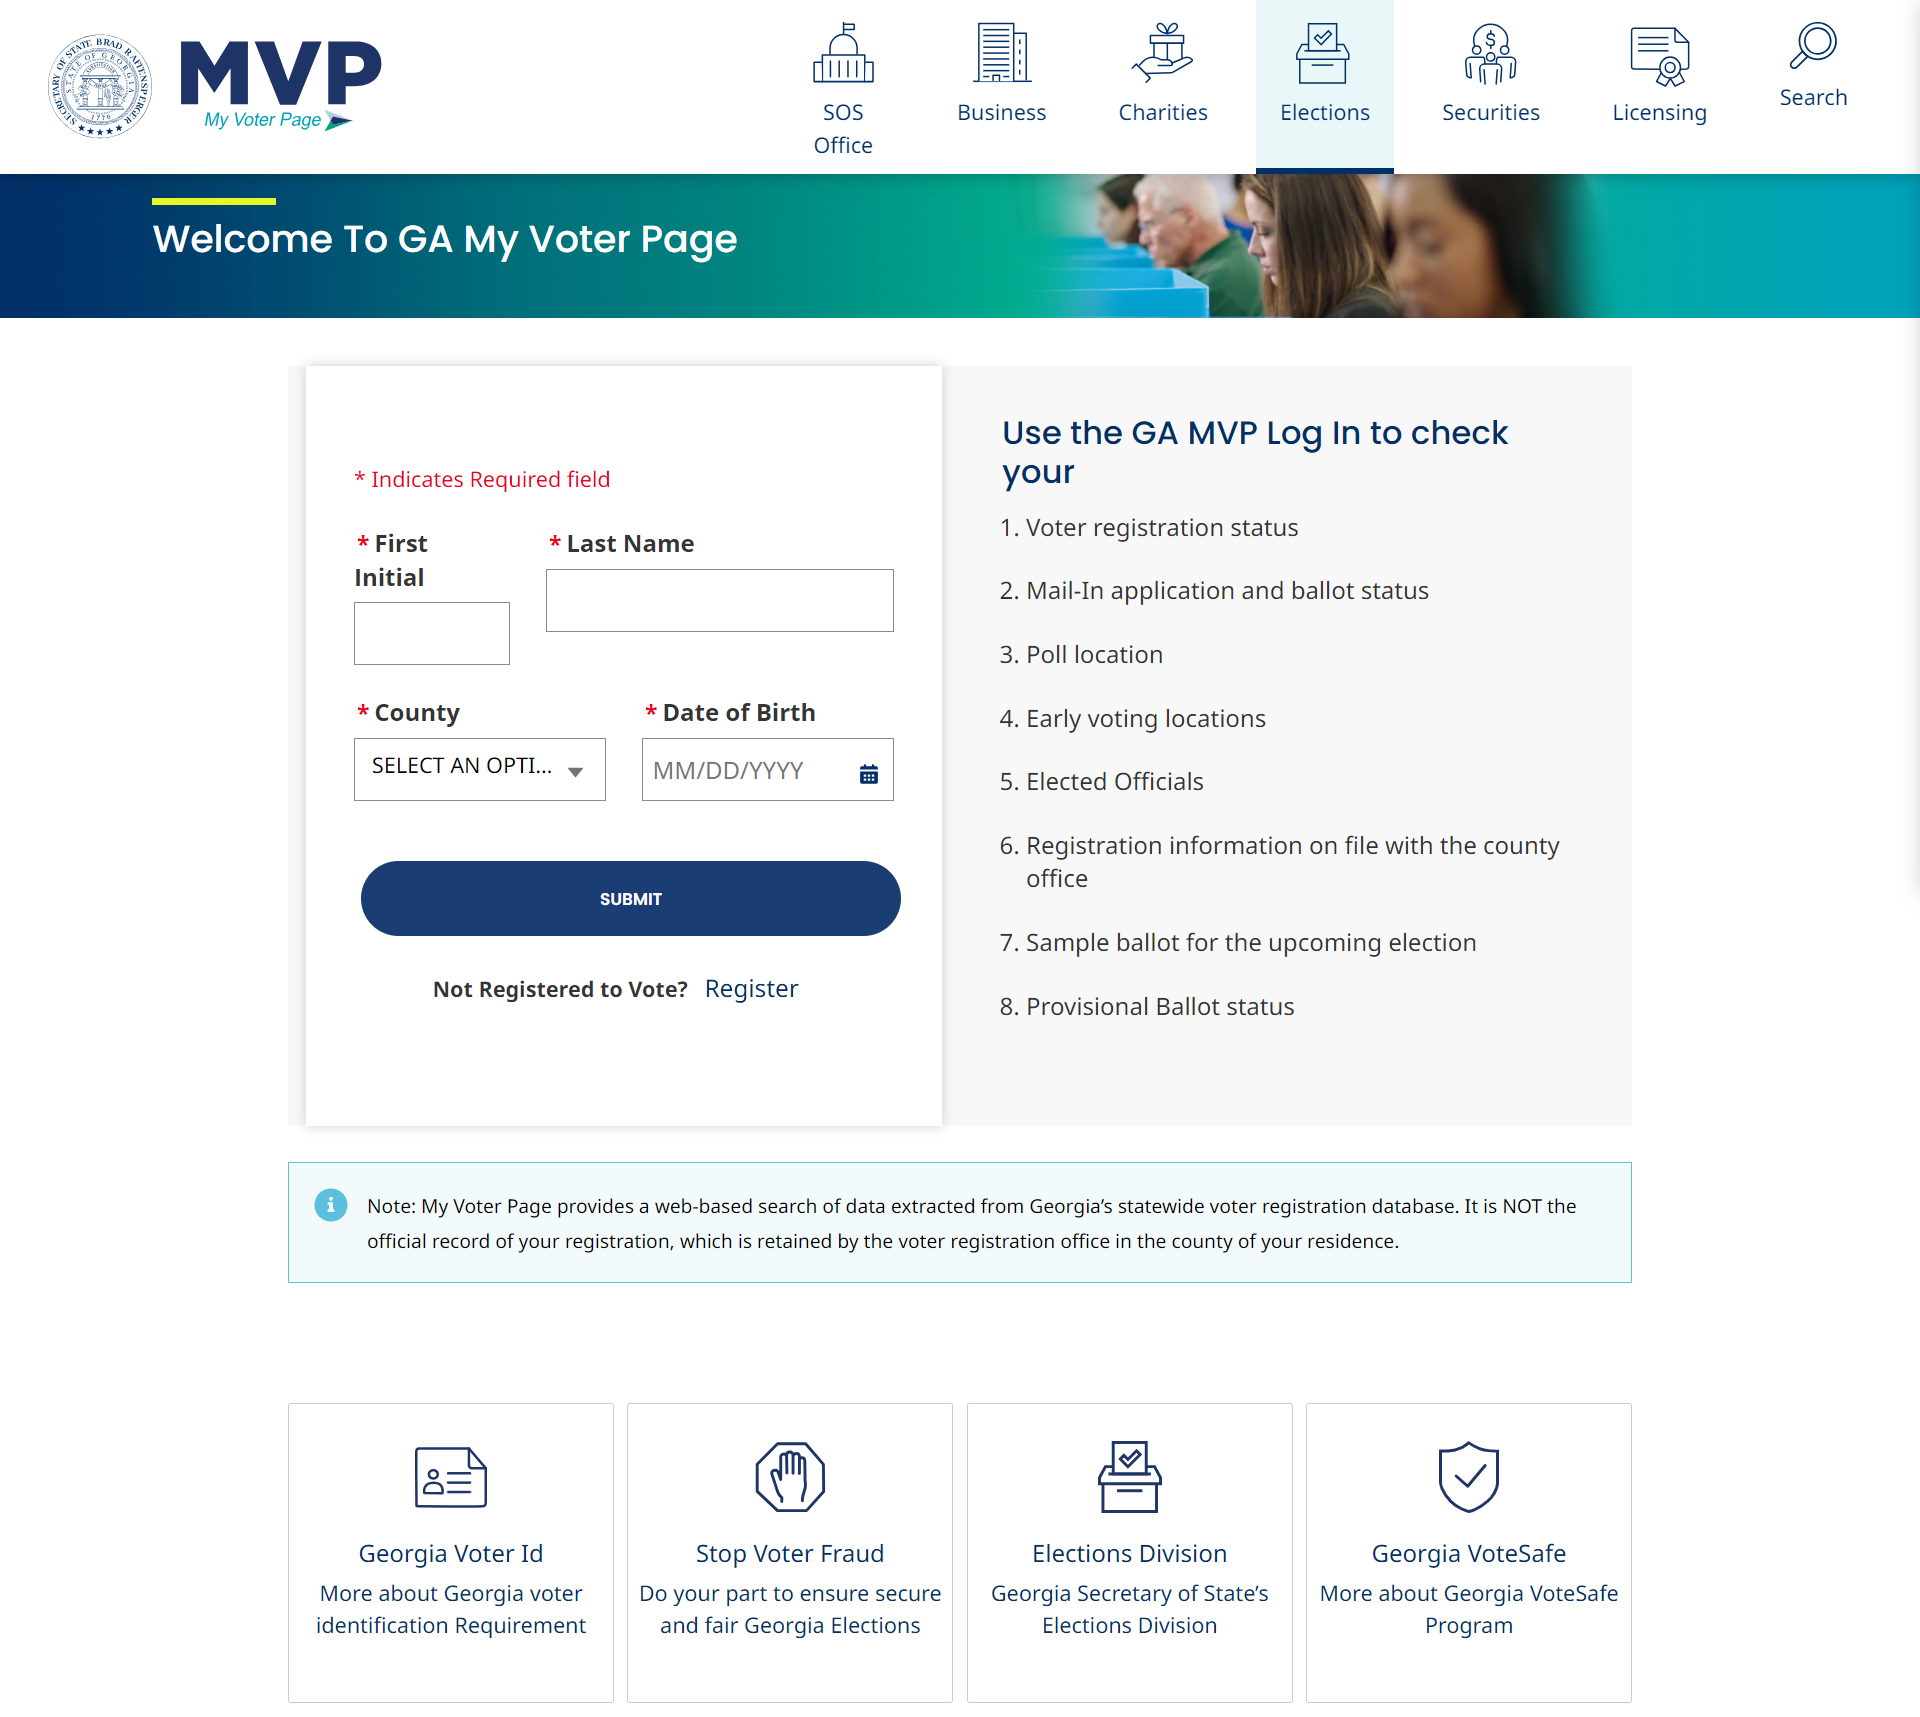 SECRETARY OF STATE BRAD RAFFENSPERGER
STATE OF GEORGIA
1776
MVP
My Voter Page
SOS
Office
Business
Charities
Elections
Securities
Licensing
Search
Welcome To GA My Voter Page
* Indicates Required field
* First
Initial
* Last Name
* County
* Date of Birth
SELECT AN OPTI...
MM/DD/YYYY
SUBMIT
Not Registered to Vote? Register
Use the GA MVP Log In to check
your
1. Voter registration status
2. Mail-In application and ballot status
3. Poll location
4. Early voting locations
5. Elected Officials
6. Registration information on file with the county
office
7. Sample ballot for the upcoming election
8. Provisional Ballot status
Note: My Voter Page provides a web-based search of data extracted from Georgia’s statewide voter registration database. It is NOT the
official record of your registration, which is retained by the voter registration office in the county of your residence.
Georgia Voter Id
More about Georgia voter
identification Requirement
Stop Voter Fraud
Do your part to ensure secure
and fair Georgia Elections
Elections Division
Georgia Secretary of State’s
Elections Division
Georgia VoteSafe
More about Georgia VoteSafe
Program